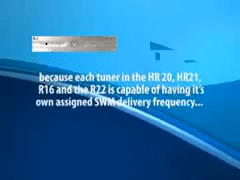 because each tuner in the HR 20, HR21,
R16 and the R22 is capable of having it's
own assigned SWM delivery frequency...